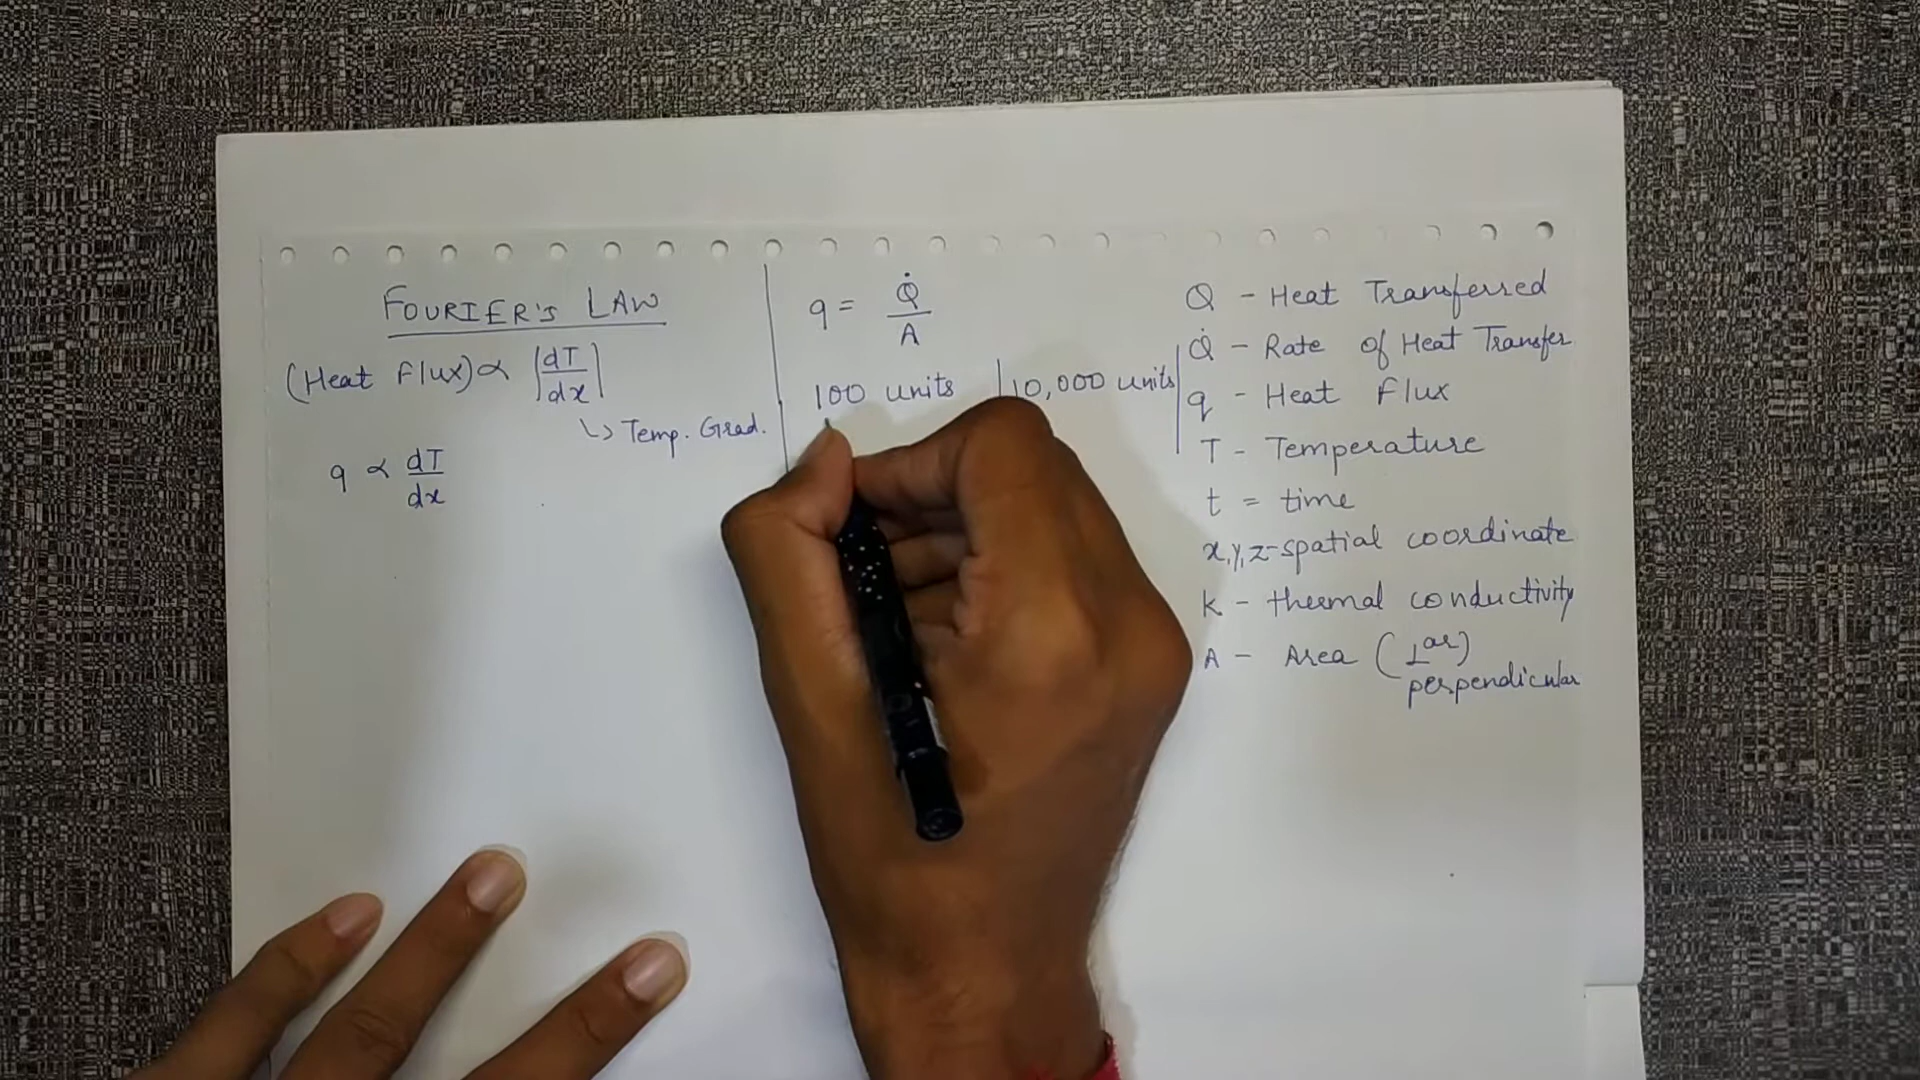 FOURIER'S LAW
(Heat Flux) ∝ |dT/dx|
↳ Temp. Grad.
q ∝ dT/dx
q = Q̇/A
100 units | 10,000 units
Q - Heat Transferred
Q̇ - Rate of Heat Transfer
q - Heat Flux
T - Temperature
t = time
x,y,z-spatial coordinate
K - thermal conductivity
A - Area (⊥ar)
perpendicular